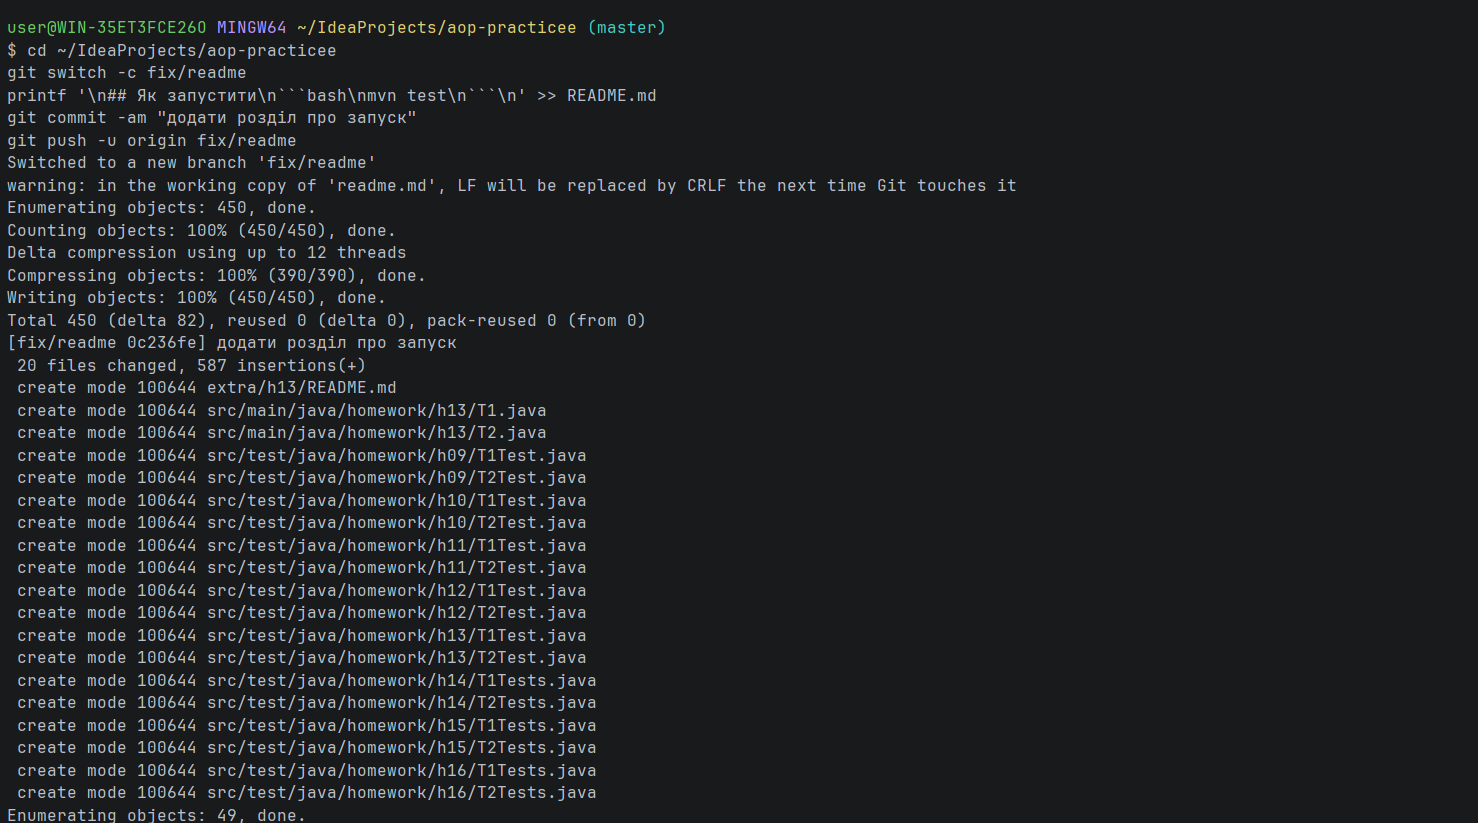 user@WIN-35ET3FCE26O MINGW64 ~/IdeaProjects/aop-practicee (master)
$ cd ~/IdeaProjects/aop-practicee
git switch -c fix/readme
printf '\n## Як запустити\n```bash\nmvn test\n```\n' >> README.md
git commit -am "додати розділ про запуск"
git push -u origin fix/readme
Switched to a new branch 'fix/readme'
warning: in the working copy of 'readme.md', LF will be replaced by CRLF the next time Git touches it
Enumerating objects: 450, done.
Counting objects: 100% (450/450), done.
Delta compression using up to 12 threads
Compressing objects: 100% (390/390), done.
Writing objects: 100% (450/450), done.
Total 450 (delta 82), reused 0 (delta 0), pack-reused 0 (from 0)
[fix/readme 0c236fe] додати розділ про запуск
 20 files changed, 587 insertions(+)
 create mode 100644 extra/h13/README.md
 create mode 100644 src/main/java/homework/h13/T1.java
 create mode 100644 src/main/java/homework/h13/T2.java
 create mode 100644 src/test/java/homework/h09/T1Test.java
 create mode 100644 src/test/java/homework/h09/T2Test.java
 create mode 100644 src/test/java/homework/h10/T1Test.java
 create mode 100644 src/test/java/homework/h10/T2Test.java
 create mode 100644 src/test/java/homework/h11/T1Test.java
 create mode 100644 src/test/java/homework/h11/T2Test.java
 create mode 100644 src/test/java/homework/h12/T1Test.java
 create mode 100644 src/test/java/homework/h12/T2Test.java
 create mode 100644 src/test/java/homework/h13/T1Test.java
 create mode 100644 src/test/java/homework/h13/T2Test.java
 create mode 100644 src/test/java/homework/h14/T1Tests.java
 create mode 100644 src/test/java/homework/h14/T2Tests.java
 create mode 100644 src/test/java/homework/h15/T1Tests.java
 create mode 100644 src/test/java/homework/h15/T2Tests.java
 create mode 100644 src/test/java/homework/h16/T1Tests.java
 create mode 100644 src/test/java/homework/h16/T2Tests.java
Enumerating objects: 49, done.